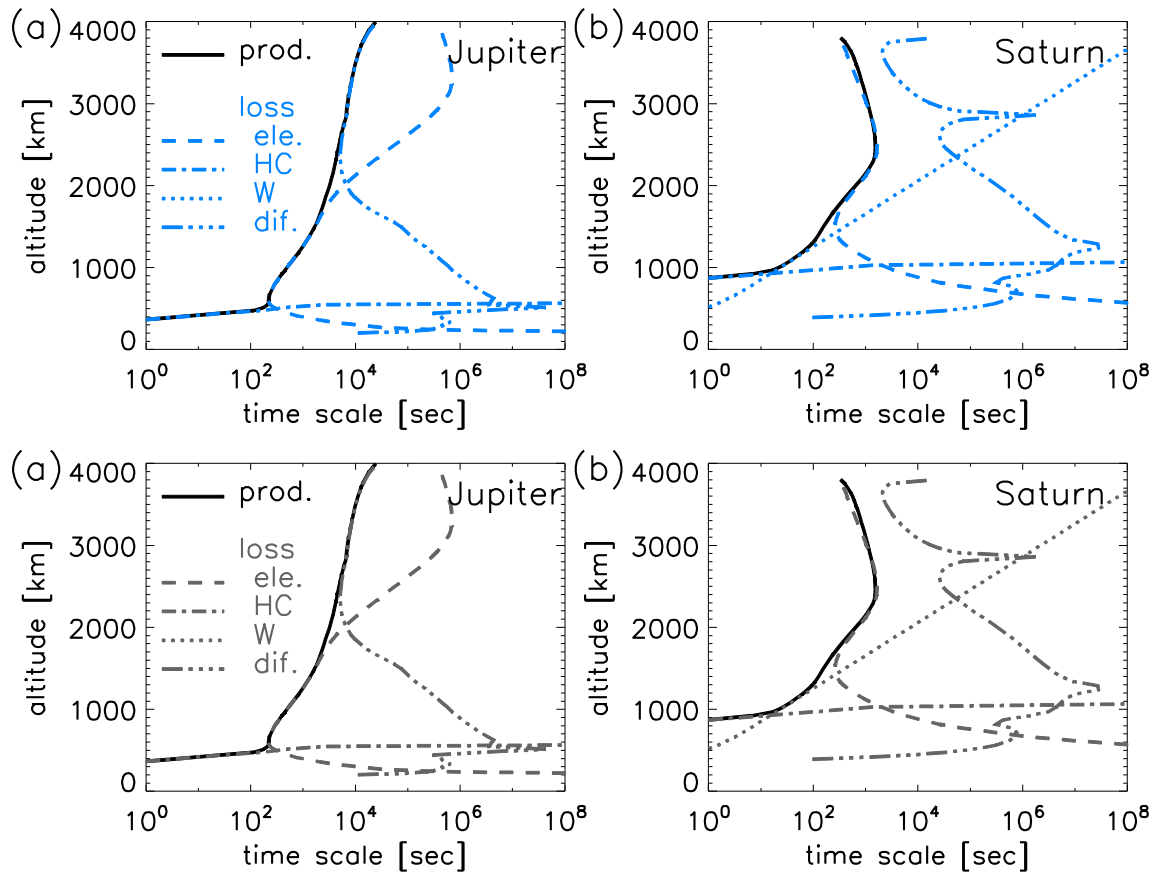 (a)
Jupiter
prod.
loss
ele.
HC
W
dif.
4000
3000
2000
1000
0
altitude [km]
10^0 10^2 10^4 10^6 10^8
time scale [sec]
(b)
Saturn
4000
3000
2000
1000
0
altitude [km]
10^0 10^2 10^4 10^6 10^8
time scale [sec]
(a)
Jupiter
prod.
loss
ele.
HC
W
dif.
4000
3000
2000
1000
0
altitude [km]
10^0 10^2 10^4 10^6 10^8
time scale [sec]
(b)
Saturn
4000
3000
2000
1000
0
altitude [km]
10^0 10^2 10^4 10^6 10^8
time scale [sec]